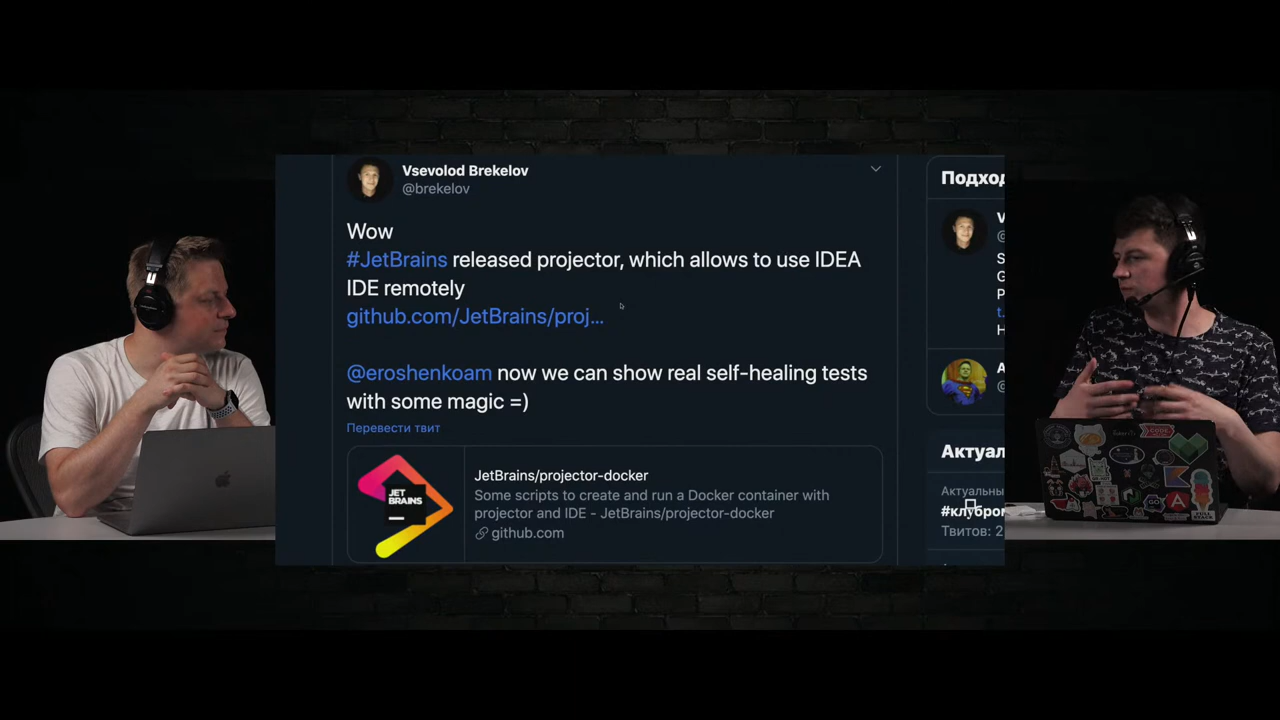 Vsevolod Brekelov
@brekelov
Wow
#JetBrains released projector, which allows to use IDEA
IDE remotely
github.com/JetBrains/proj...
@eroshenkoam now we can show real self-healing tests
with some magic =)
Перевести твит
JET
BRAINS
JetBrains/projector-docker
Some scripts to create and run a Docker container with
projector and IDE - JetBrains/projector-docker
github.com
Подход
V
@
S
G
P
t.
H
A
@
Актуал
Актуальны
#клуброг
Твитов: 2
CODE
GO
A